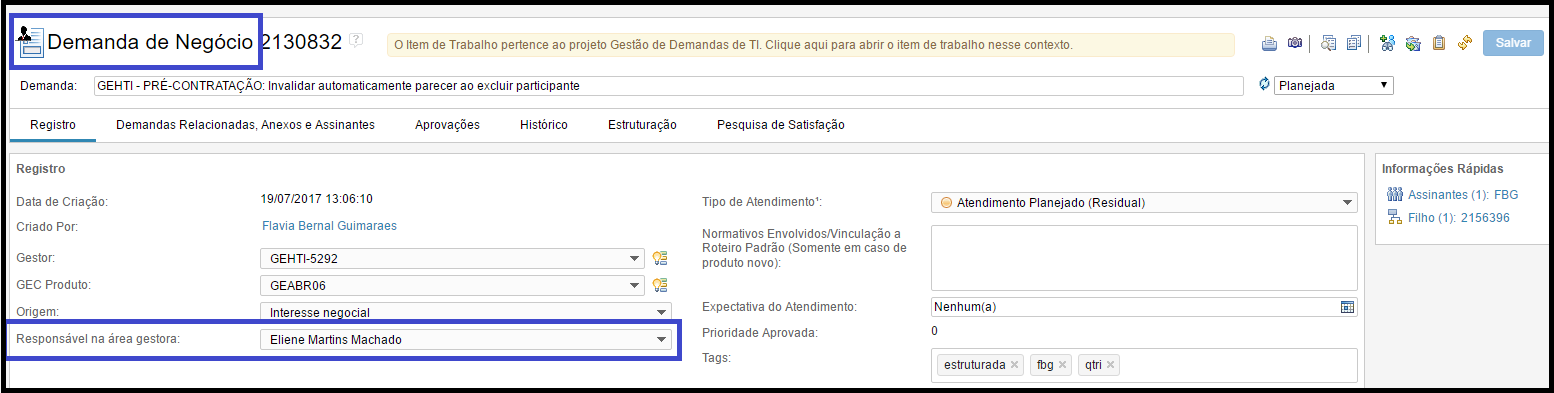 Demanda de Negócio 2130832 ?
O Item de Trabalho pertence ao projeto Gestão de Demandas de TI. Clique aqui para abrir o item de trabalho nesse contexto.
Salvar
Demanda: GEHTI - PRÉ-CONTRATAÇÃO: Invalidar automaticamente parecer ao excluir participante
Planejada
Registro Demandas Relacionadas, Anexos e Assinantes Aprovações Histórico Estruturação Pesquisa de Satisfação
Registro
Data de Criação: 19/07/2017 13:06:10
Criado Por: Flavia Bernal Guimaraes
Gestor: GEHTI-5292
GEC Produto: GEABR06
Origem: Interesse negocial
Responsável na área gestora: Eliene Martins Machado
Tipo de Atendimento¹: Atendimento Planejado (Residual)
Normativos Envolvidos/Vinculação a
Roteiro Padrão (Somente em caso de
produto novo):
Expectativa do Atendimento: Nenhum(a)
Prioridade Aprovada: 0
Tags: estruturada × fbg × qtri ×
Informações Rápidas
Assinantes (1): FBG
Filho (1): 2156396